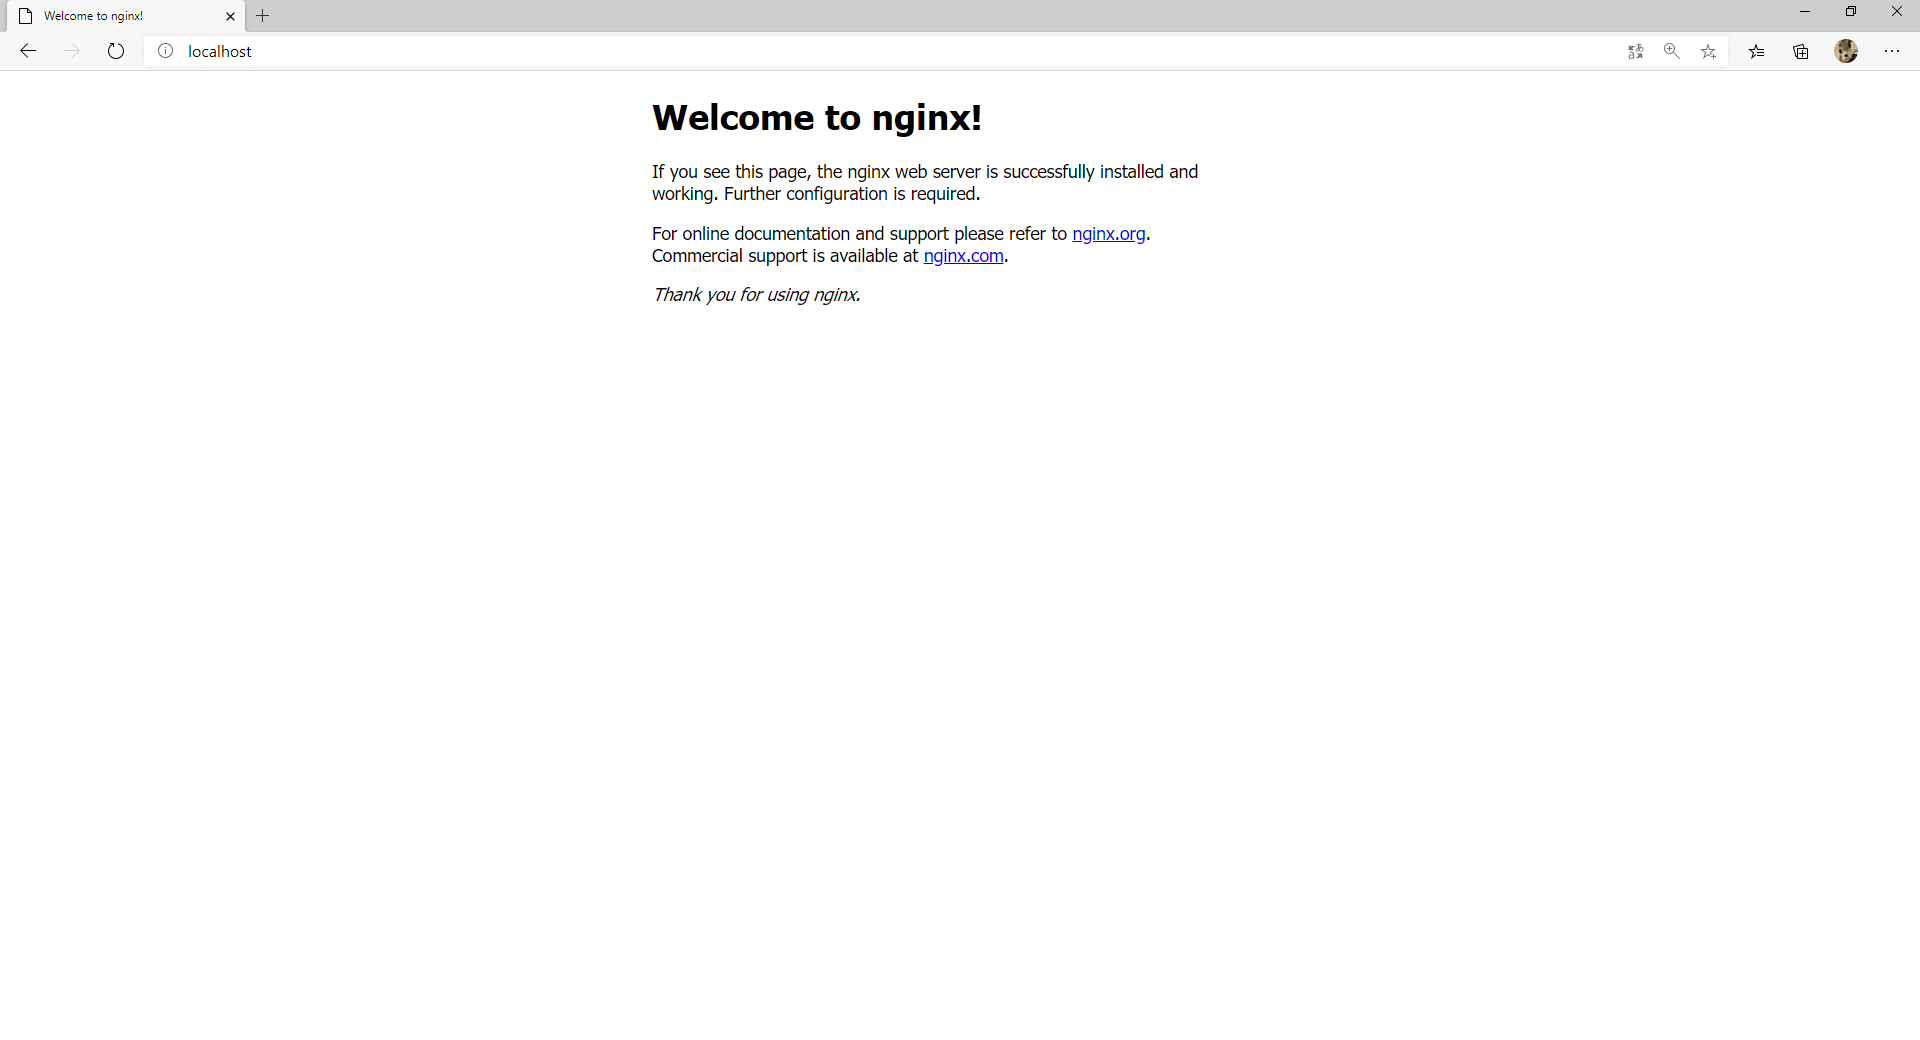 Welcome to nginx!
localhost
Welcome to nginx!
If you see this page, the nginx web server is successfully installed and
working. Further configuration is required.
For online documentation and support please refer to nginx.org.
Commercial support is available at nginx.com.
Thank you for using nginx.